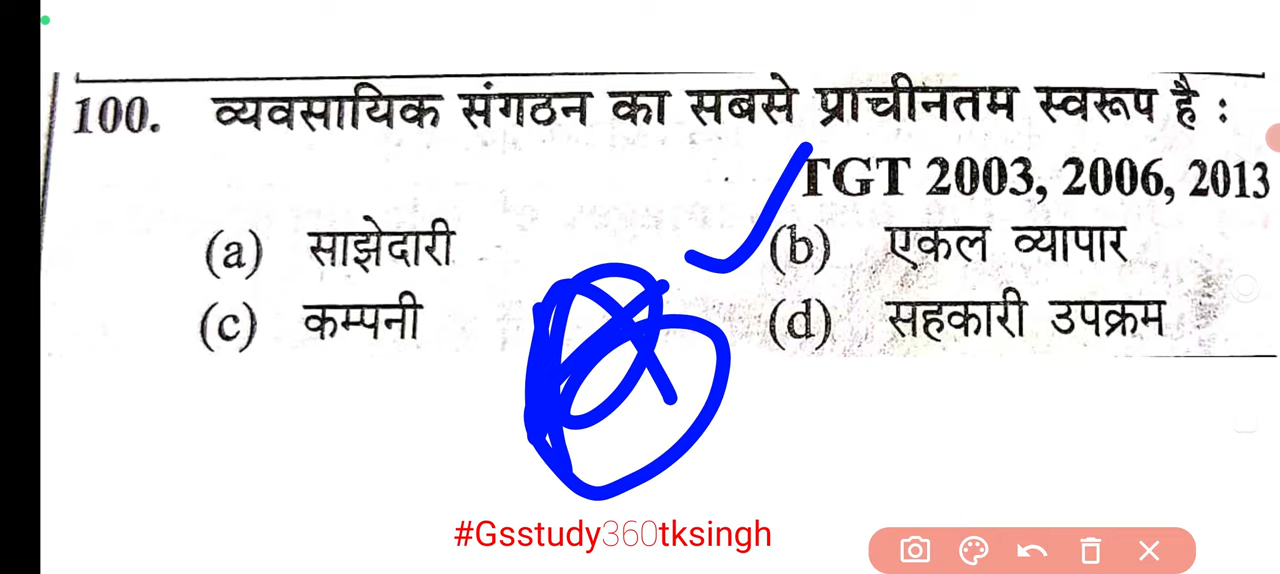 100. व्यवसायिक संगठन का सबसे प्राचीनतम स्वरूप है :
TGT 2003, 2006, 2013
(a) साझेदारी (b) एकल व्यापार
(c) कम्पनी (d) सहकारी उपक्रम
#Gsstudy360tksingh